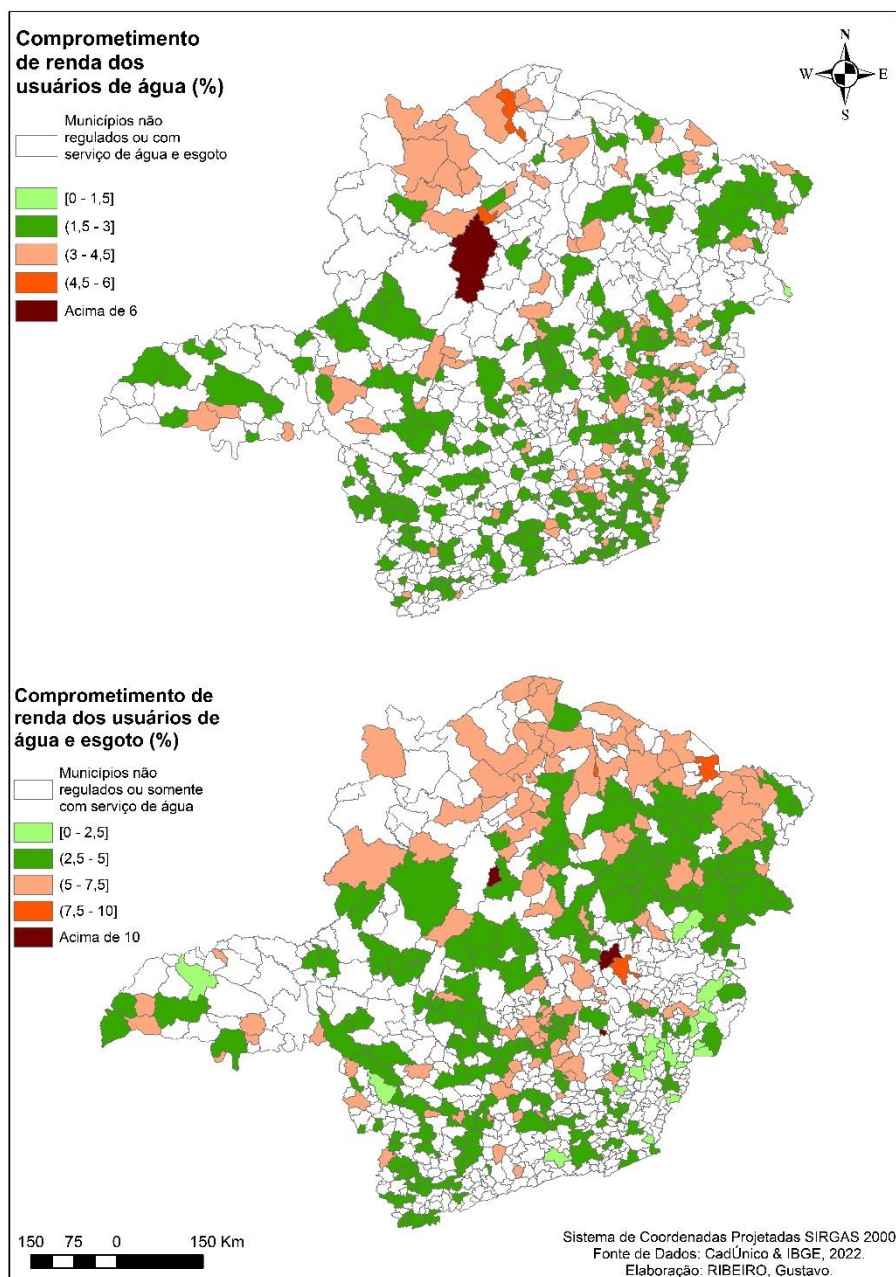 Comprometimento
de renda dos
usuários de água (%)
Municípios não
regulados ou com
serviço de água e esgoto
[0 - 1,5]
(1,5 - 3]
(3 - 4,5]
(4,5 - 6]
Acima de 6
N
W E
S
Comprometimento de
renda dos usuários de
água e esgoto (%)
Municípios não
regulados ou somente
com serviço de água
[0 - 2,5]
(2,5 - 5]
(5 - 7,5]
(7,5 - 10]
Acima de 10
150 75 0 150 Km
Sistema de Coordenadas Projetadas SIRGAS 2000
Fonte de Dados: CadÚnico & IBGE, 2022.
Elaboração: RIBEIRO, Gustavo.